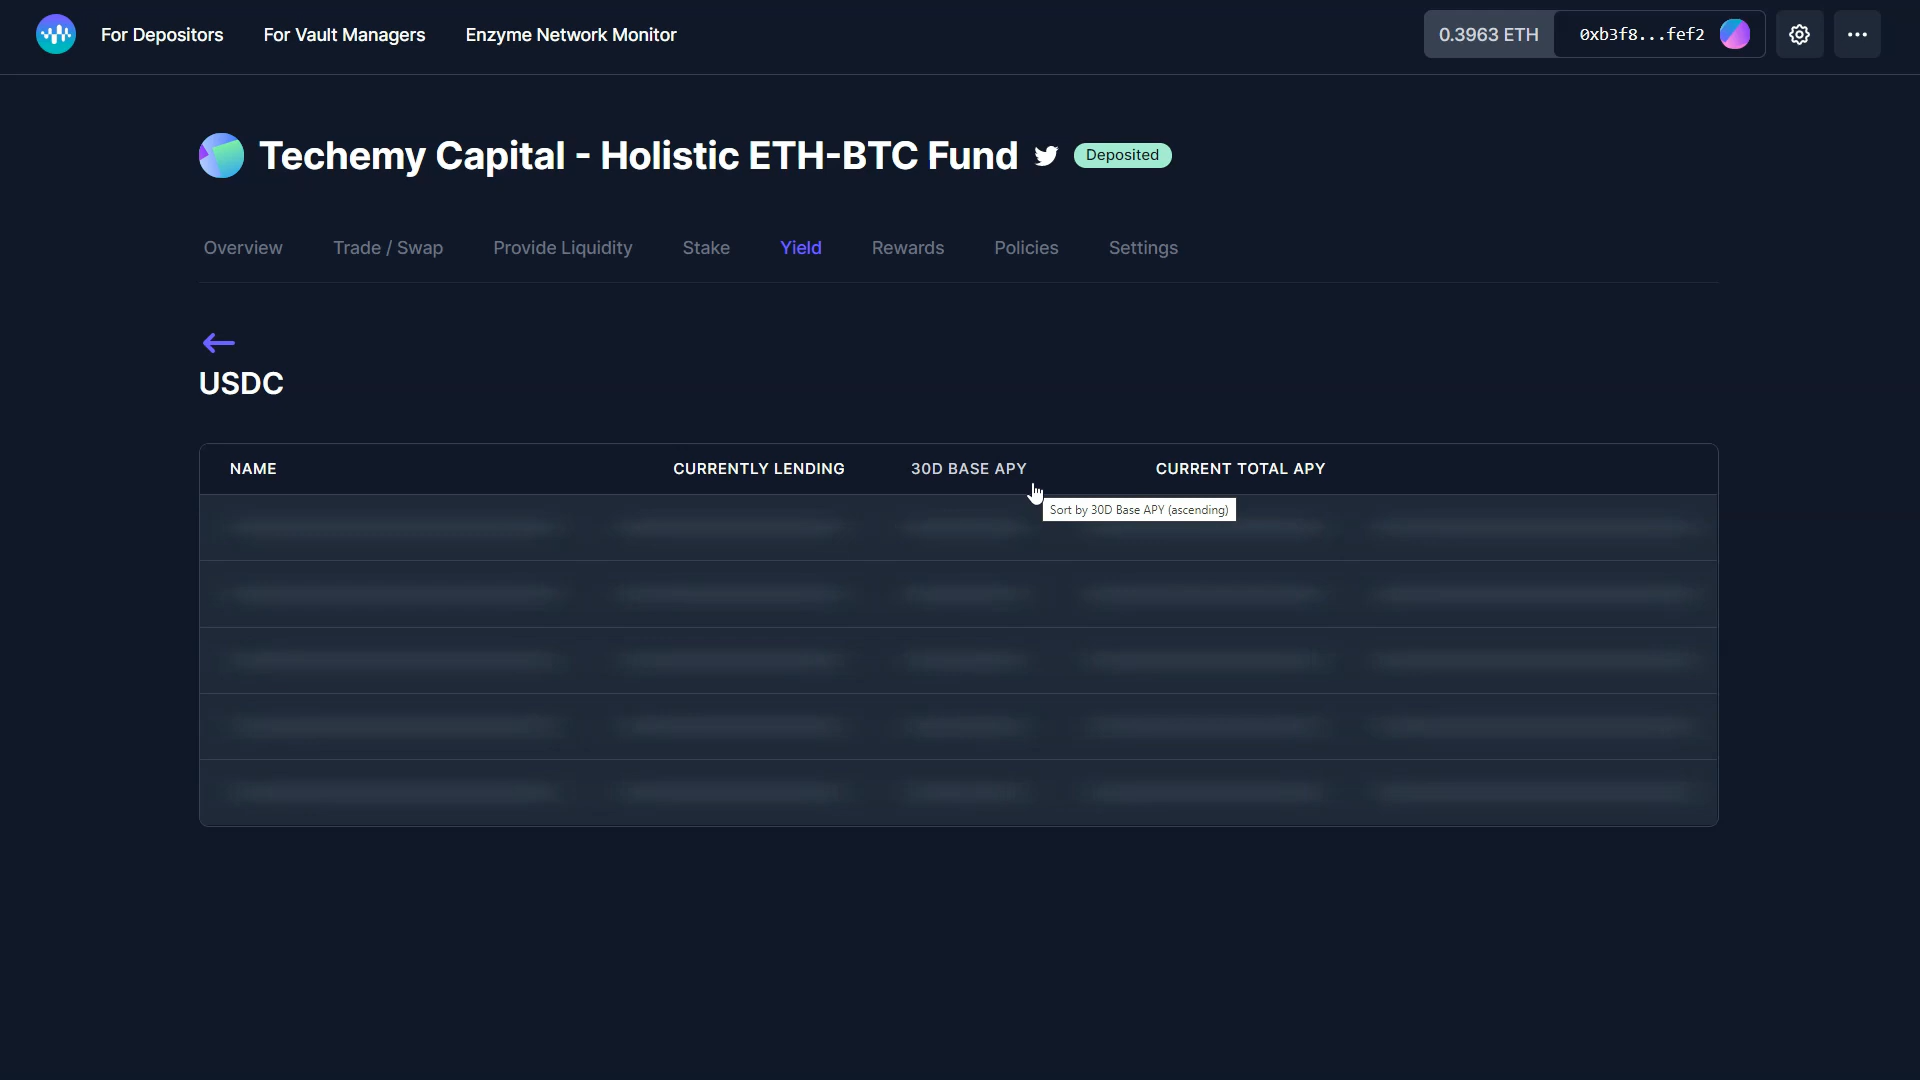 For Depositors
For Vault Managers
Enzyme Network Monitor
0.3963 ETH
0xb3f8...fef2
Techemy Capital - Holistic ETH-BTC Fund
Deposited
Overview
Trade / Swap
Provide Liquidity
Stake
Yield
Rewards
Policies
Settings
USDC
NAME
CURRENTLY LENDING
30D BASE APY
CURRENT TOTAL APY
Sort by 30D Base APY (ascending)